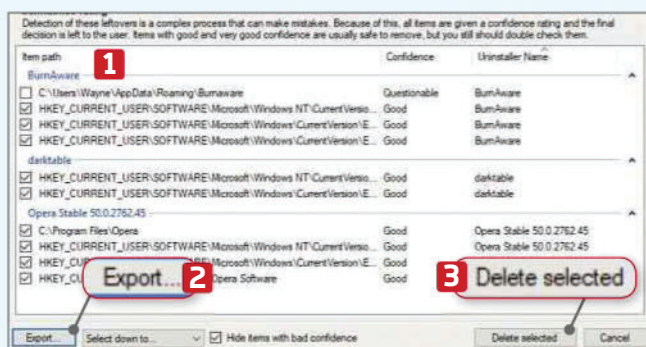 Detection of these leftovers is a complex process that can make mistakes. Because of this, all items are given a confidence rating and the final
decision is left to the user. Items with good and very good confidence are usually safe to remove, but you still should double check them.
Item path Confidence Uninstaller Name
1
BurnAware
C:\Users\Wayne\AppData\Roaming\Burnaware Questionable BurnAware
HKEY_CURRENT_USER\SOFTWARE\Microsoft\Windows NT\CurrentVersio... Good BurnAware
HKEY_CURRENT_USER\SOFTWARE\Microsoft\Windows\CurrentVersion\E... Good BurnAware
HKEY_CURRENT_USER\SOFTWARE\Microsoft\Windows\CurrentVersion\E... Good BurnAware
darktable
HKEY_CURRENT_USER\SOFTWARE\Microsoft\Windows NT\CurrentVersio... Good darktable
HKEY_CURRENT_USER\SOFTWARE\Microsoft\Windows\CurrentVersion\E... Good darktable
Opera Stable 50.0.2762.45
C:\Program Files\Opera Good Opera Stable 50.0.2762.45
HKEY_CURRENT_USER\SOFTWARE\Microsoft\Windows NT\CurrentVersio... Good Opera Stable 50.0.2762.45
HKEY_CU SOFTWARE\Microsoft\Windows\CurrentVersion\E... Good
HKEY_CU Opera Software Good
Export... 2
3 Delete selected
Export... Select down to... Hide items with bad confidence Delete selected Cancel